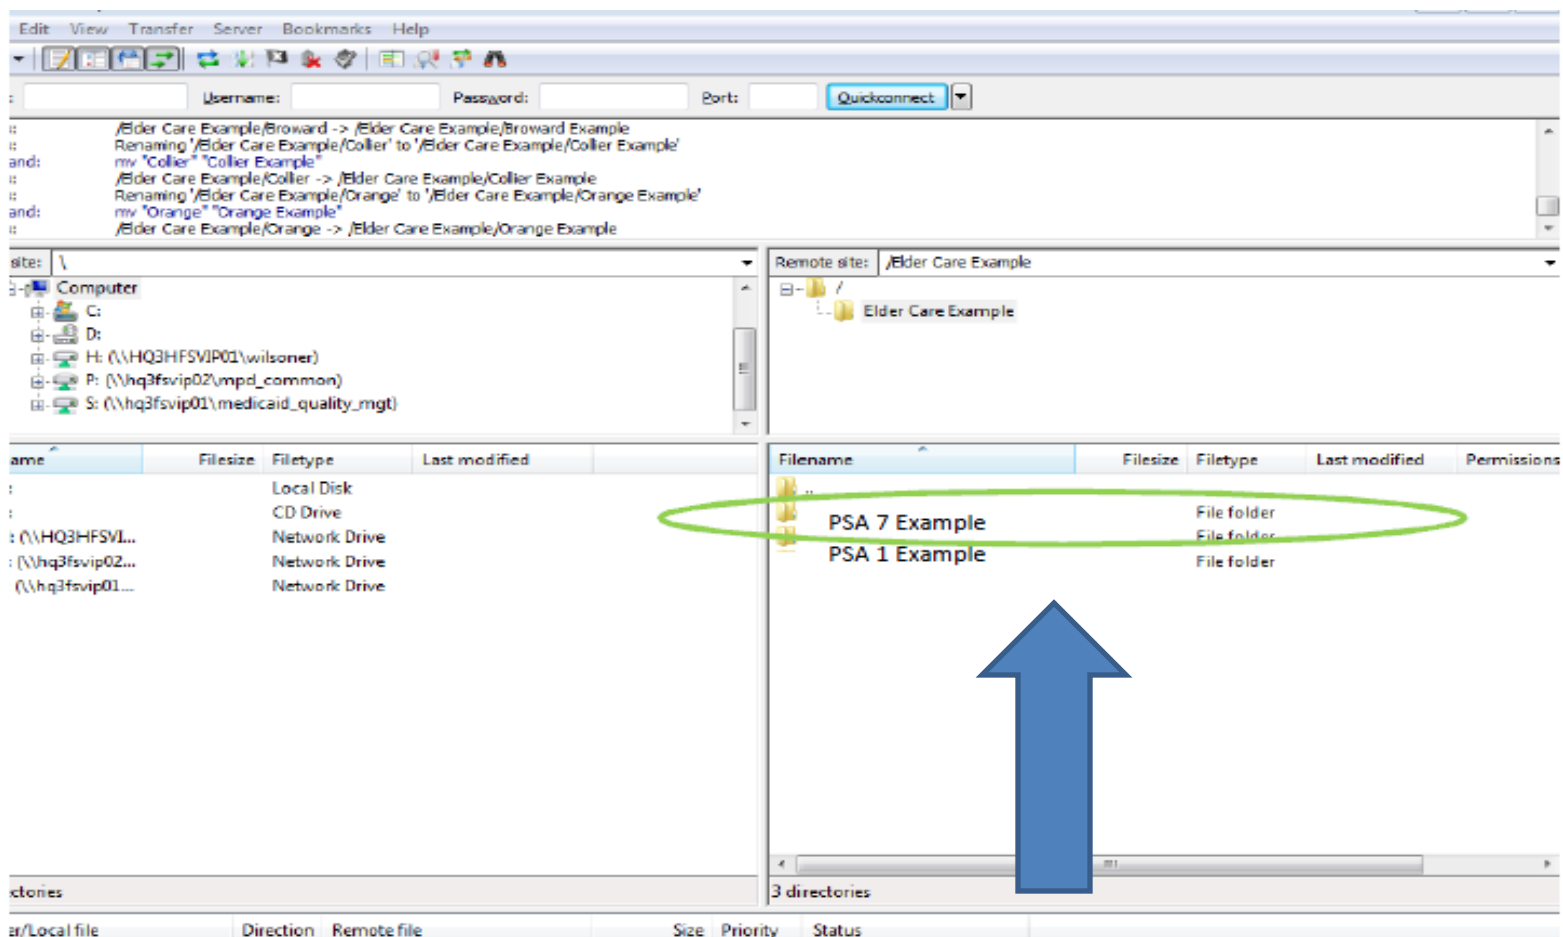 Edit View Transfer Server Bookmarks Help
: Username: Password: Port: Quickconnect
/Elder Care Example/Broward -> /Elder Care Example/Broward Example
Renaming '/Elder Care Example/Collier' to '/Elder Care Example/Collier Example'
and: mv "Collier" "Collier Example"
/Elder Care Example/Collier -> /Elder Care Example/Collier Example
Renaming '/Elder Care Example/Orange' to '/Elder Care Example/Orange Example'
and: mv "Orange" "Orange Example"
/Elder Care Example/Orange -> /Elder Care Example/Orange Example
site: \
Computer
C:
D:
H: (\\HQ3HFSVIP01\wilsoner)
P: (\\hq3fsvip02\mpd_common)
S: (\\hq3fsvip01\medicaid_quality_mgt)
Remote site: /Elder Care Example
/
Elder Care Example
ame Filesize Filetype Last modified
: Local Disk
: CD Drive
: (\\HQ3HFSVI... Network Drive
: (\\hq3fsvip02... Network Drive
(\\hq3fsvip01... Network Drive
ctories
Filename Filesize Filetype Last modified Permissions
..
PSA 7 Example File folder
File folder
PSA 1 Example File folder
3 directories
er/Local file Direction Remote file Size Priority Status